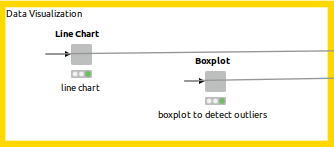 Data Visualization
Line Chart
line chart
Boxplot
boxplot to detect outliers